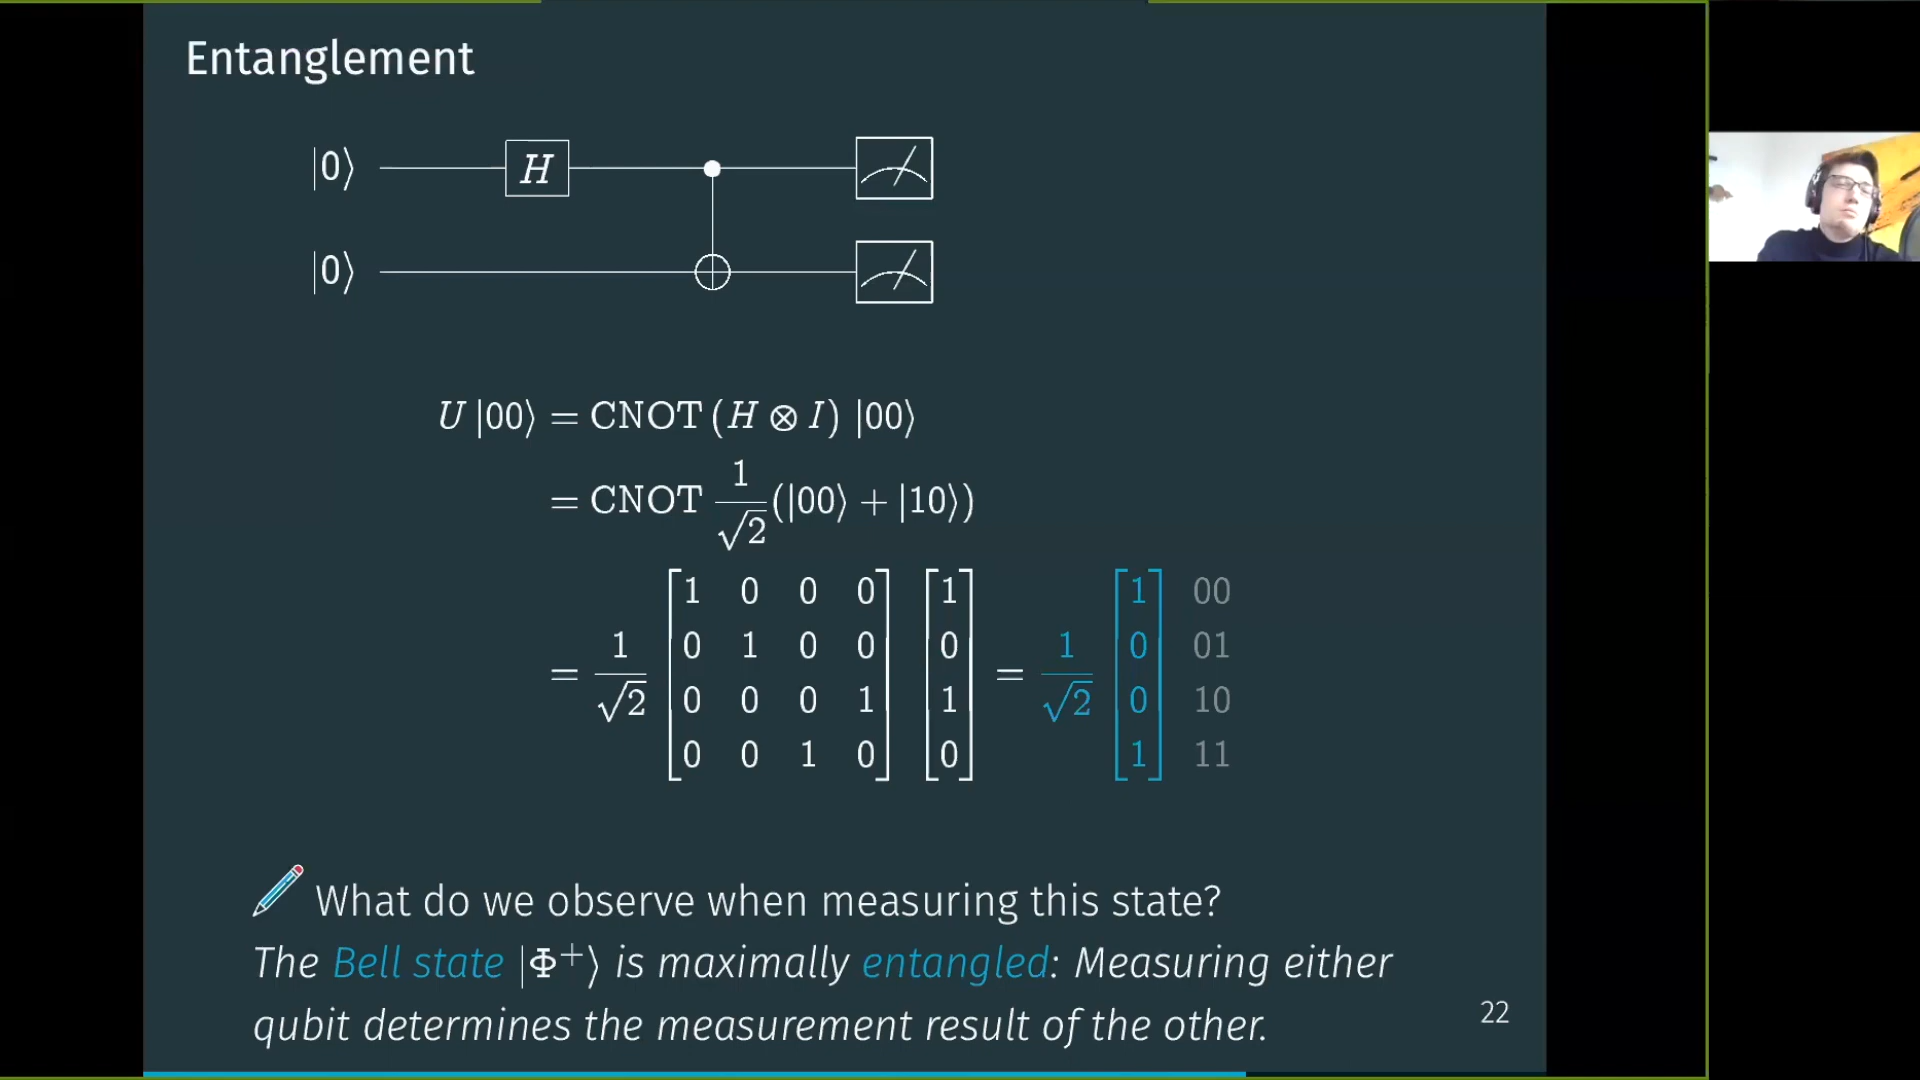 Entanglement
|0⟩ H
|0⟩
U |00⟩ = CNOT (H ⊗ I) |00⟩
= CNOT 1/√2 (|00⟩ + |10⟩)
= 1/√2 [1 0 0 0] [1] = 1/√2 [1] 00
[0 1 0 0] [0] [0] 01
[0 0 0 1] [1] [0] 10
[0 0 1 0] [0] [1] 11
What do we observe when measuring this state?
The Bell state |Φ⁺⟩ is maximally entangled: Measuring either
qubit determines the measurement result of the other.
22